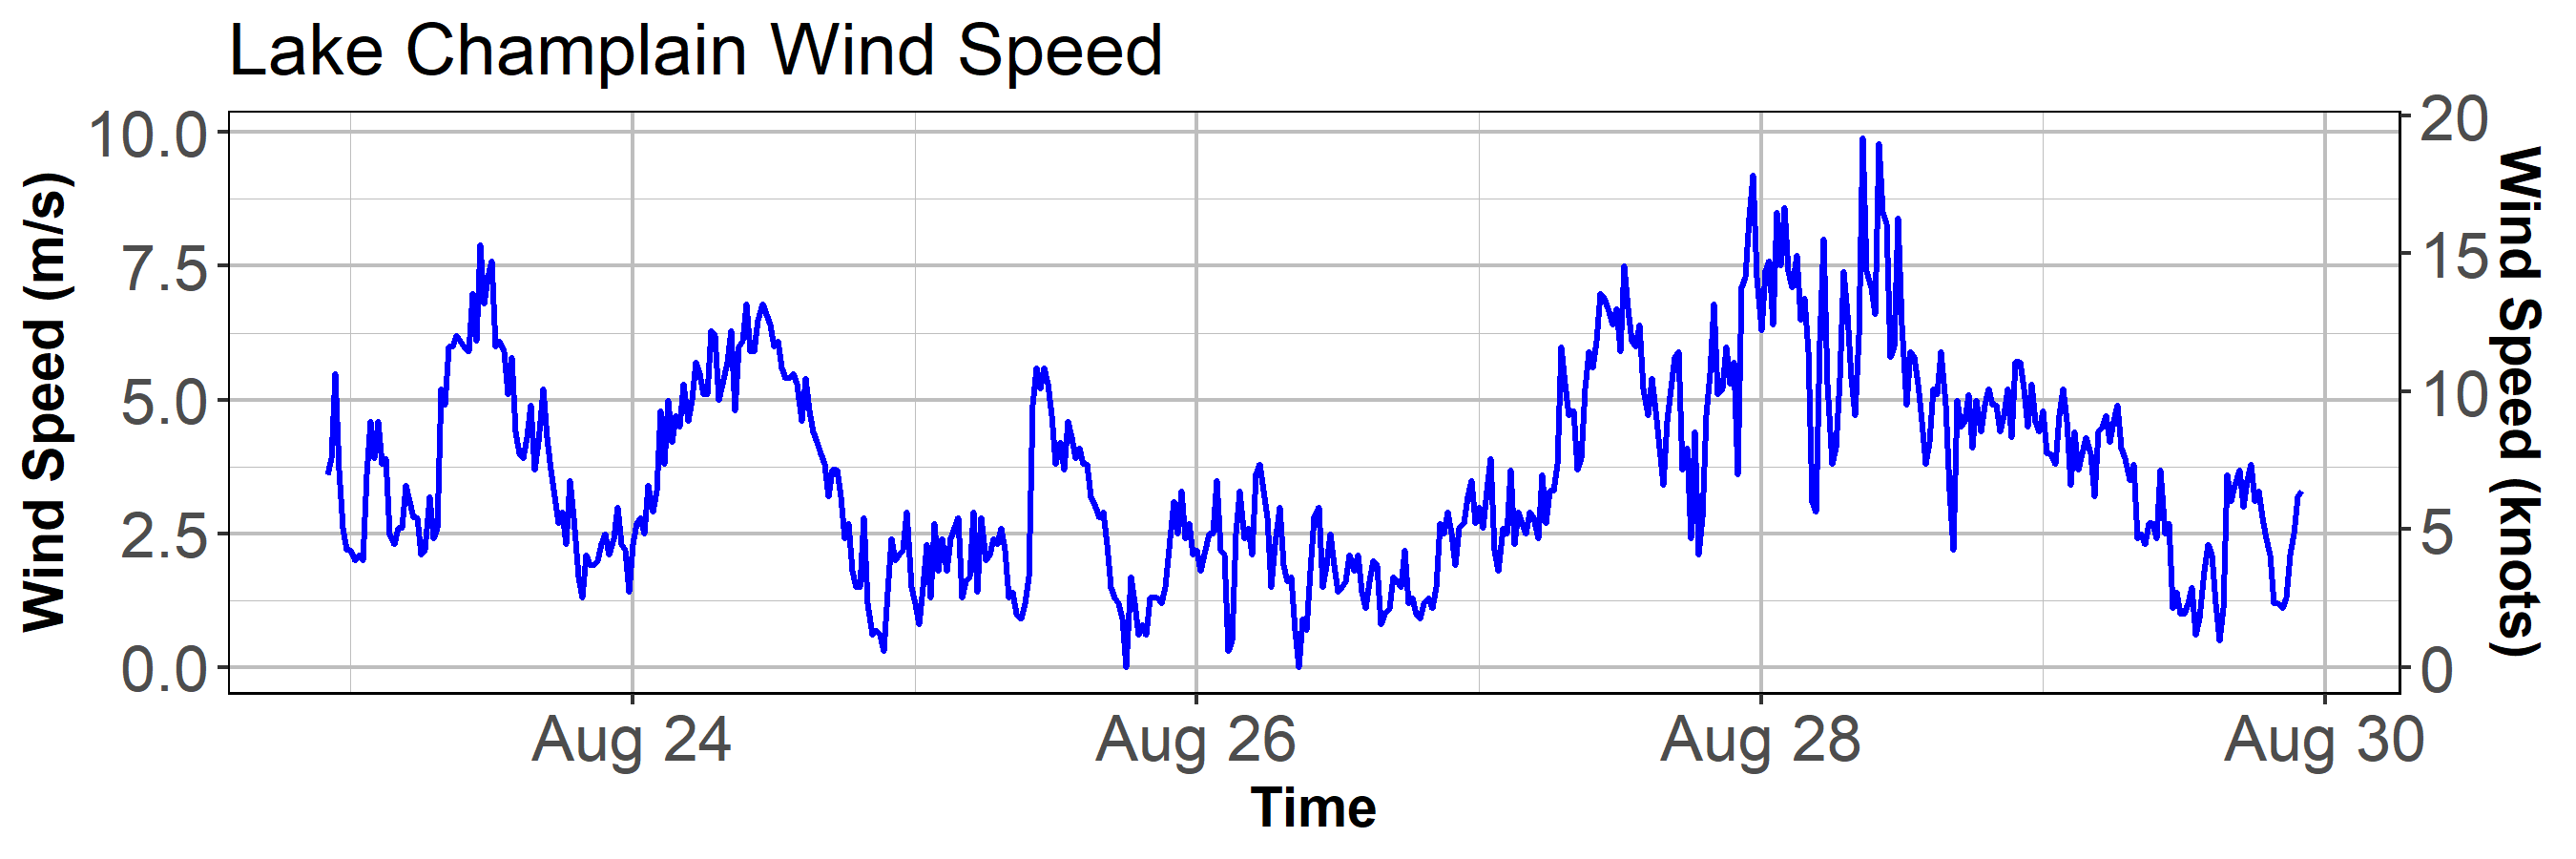 Lake Champlain Wind Speed
Wind Speed (m/s)
10.0
7.5
5.0
2.5
0.0
20
15
10
5
0
Wind Speed (knots)
Aug 24
Aug 26
Aug 28
Aug 30
Time